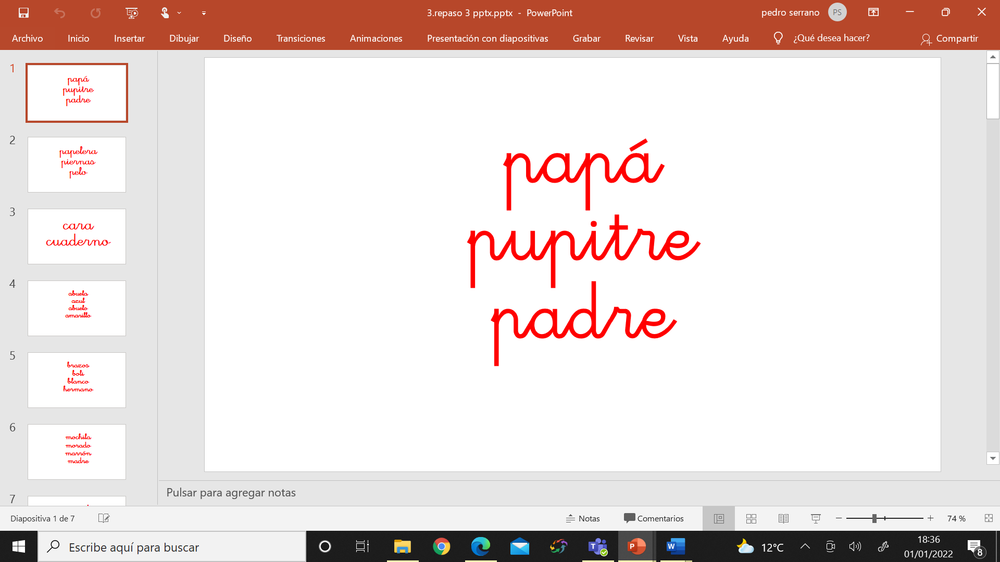 3.repaso 3 pptx.pptx - PowerPoint
pedro serrano
PS
Archivo
Inicio
Insertar
Dibujar
Diseño
Transiciones
Animaciones
Presentación con diapositivas
Grabar
Revisar
Vista
Ayuda
¿Qué desea hacer?
Compartir
1
papá
pupitre
padre
2
papelera
piernas
pelo
3
cara
cuaderno
4
abuela
azul
abuelo
amarillo
5
brazos
boli
blanco
hermano
6
mochila
morado
marrón
madre
7
papá
pupitre
padre
Pulsar para agregar notas
Diapositiva 1 de 7
Notas
Comentarios
74 %
Escribe aquí para buscar
12°C
18:36
01/01/2022
8